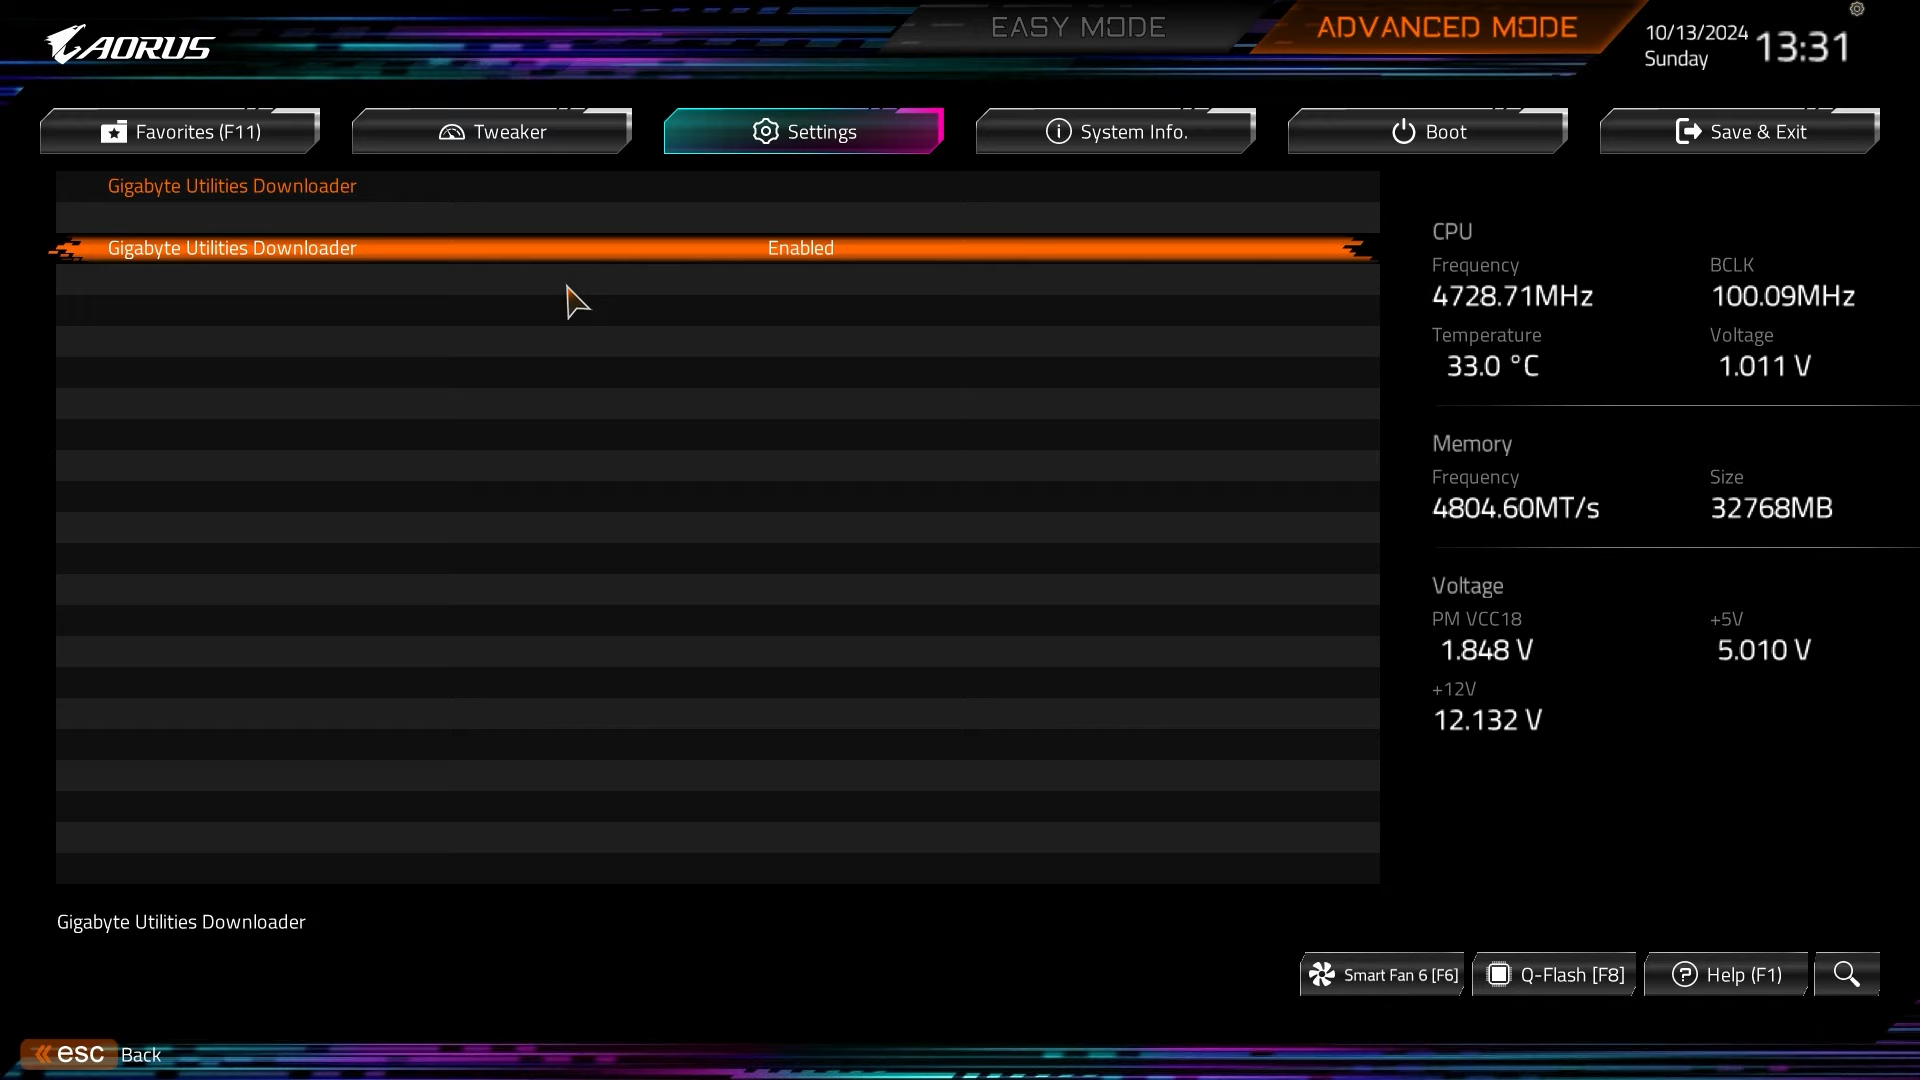 AORUS
EASY MODE
ADVANCED MODE
10/13/2024
Sunday
13:31
Favorites (F11)
Tweaker
Settings
System Info.
Boot
Save & Exit
Gigabyte Utilities Downloader
Gigabyte Utilities Downloader Enabled
CPU
Frequency BCLK
4728.71MHz 100.09MHz
Temperature Voltage
33.0 °C 1.011 V
Memory
Frequency Size
4804.60MT/s 32768MB
Voltage
PM VCC18 +5V
1.848 V 5.010 V
+12V
12.132 V
Gigabyte Utilities Downloader
Smart Fan 6 [F6]
Q-Flash [F8]
Help (F1)
esc Back